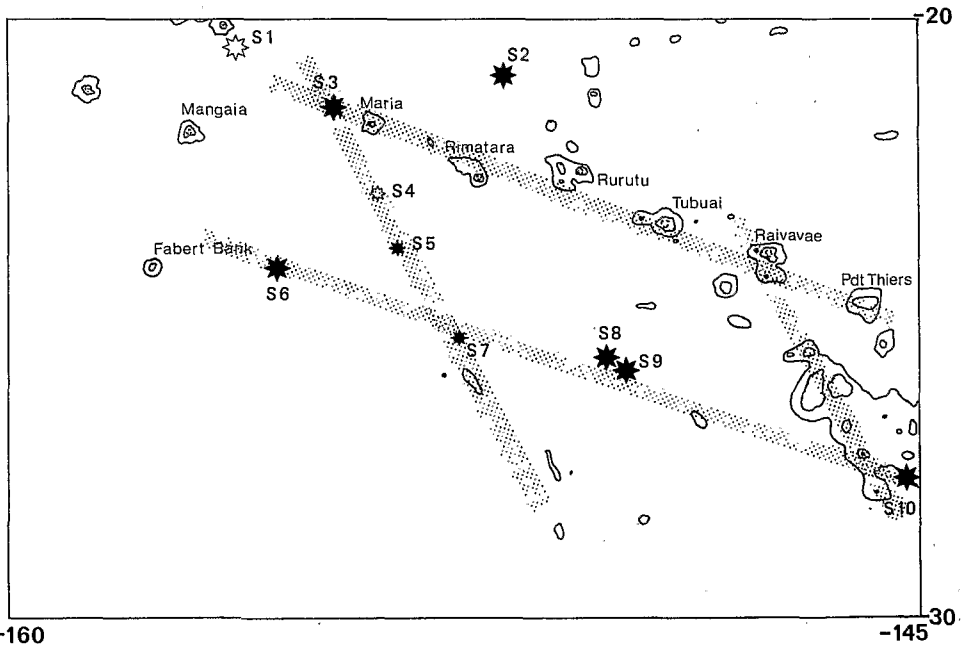 -20
S1
S2
S3
Maria
Mangaia
Rimatara
Rurutu
S4
Tubuai
S5
Raivavae
Fabert Bank
S6
Pdt Thiers
S7
S8
S9
S10
-30
-160
-145